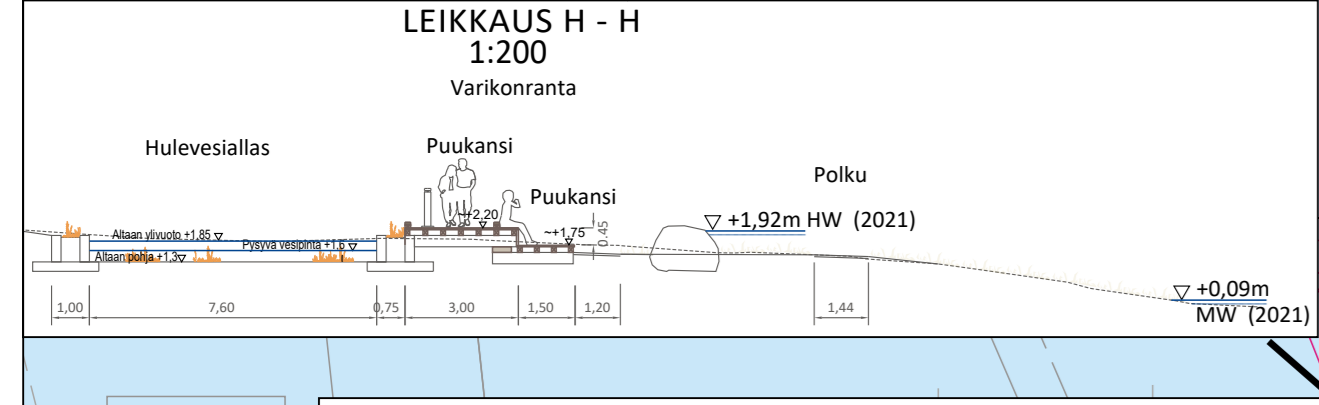 LEIKKAUS H - H
1:200
Varikonranta
Hulevesiallas
Puukansi
Puukansi
Polku
~+2,20
~+1,75
0,45
+1,92m HW (2021)
Altaan ylivuoto +1,85
Pysyvä vesipinta +1,6
Altaan pohja +1,3
+0,09m
MW (2021)
1,00
7,60
0,75
3,00
1,50
1,20
1,44